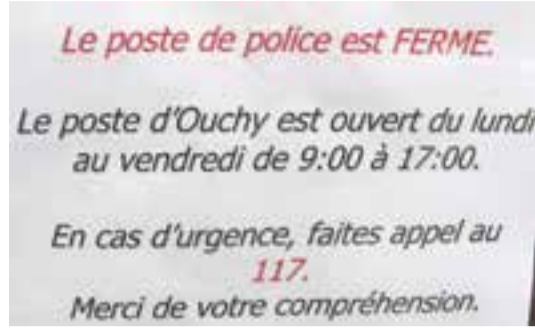 Le poste de police est FERME.
Le poste d'Ouchy est ouvert du lundi
au vendredi de 9:00 à 17:00.
En cas d'urgence, faites appel au
117.
Merci de votre compréhension.